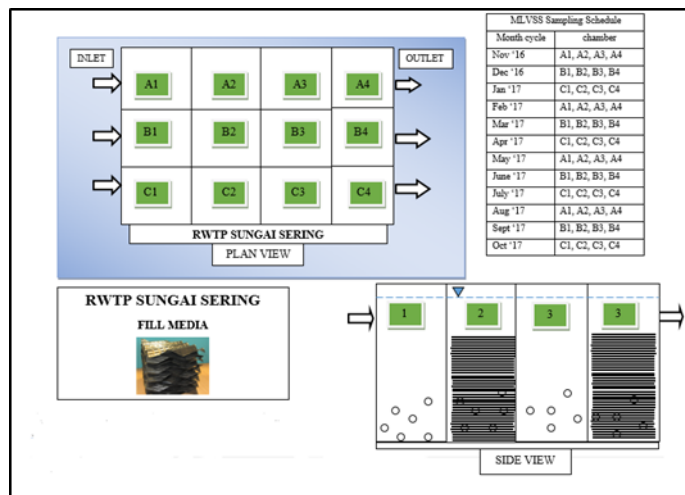 INLET
OUTLET
A1 A2 A3 A4
B1 B2 B3 B4
C1 C2 C3 C4
RWTP SUNGAI SERING
PLAN VIEW
MLVSS Sampling Schedule
Month cycle chamber
Nov ‘16 A1, A2, A3, A4
Dec ‘16 B1, B2, B3, B4
Jan ‘17 C1, C2, C3, C4
Feb ‘17 A1, A2, A3, A4
Mar ‘17 B1, B2, B3, B4
Apr ‘17 C1, C2, C3, C4
May ‘17 A1, A2, A3, A4
June ‘17 B1, B2, B3, B4
July ‘17 C1, C2, C3, C4
Aug ‘17 A1, A2, A3, A4
Sept ‘17 B1, B2, B3, B4
Oct ‘17 C1, C2, C3, C4
RWTP SUNGAI SERING
FILL MEDIA
1 2 3 3
SIDE VIEW